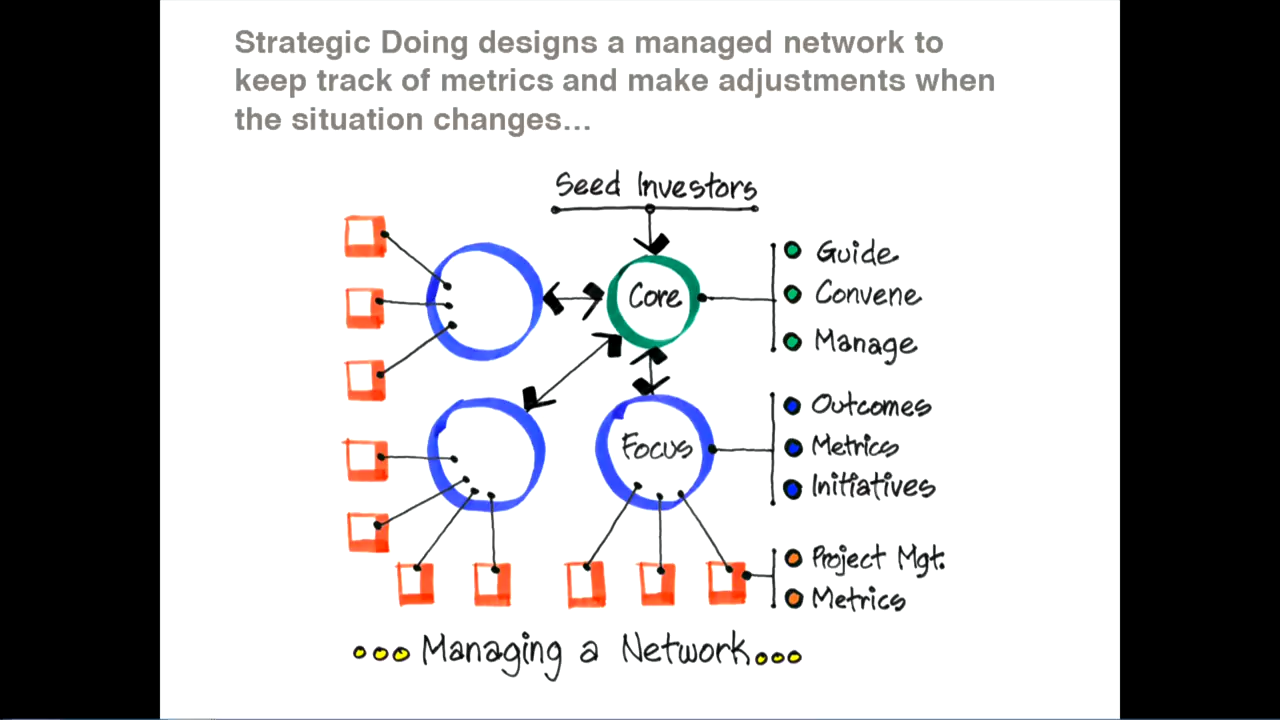 Strategic Doing designs a managed network to
keep track of metrics and make adjustments when
the situation changes...
Seed Investors
Core
Guide
Convene
Manage
Focus
Outcomes
Metrics
Initiatives
Project Mgt.
Metrics
Managing a Network